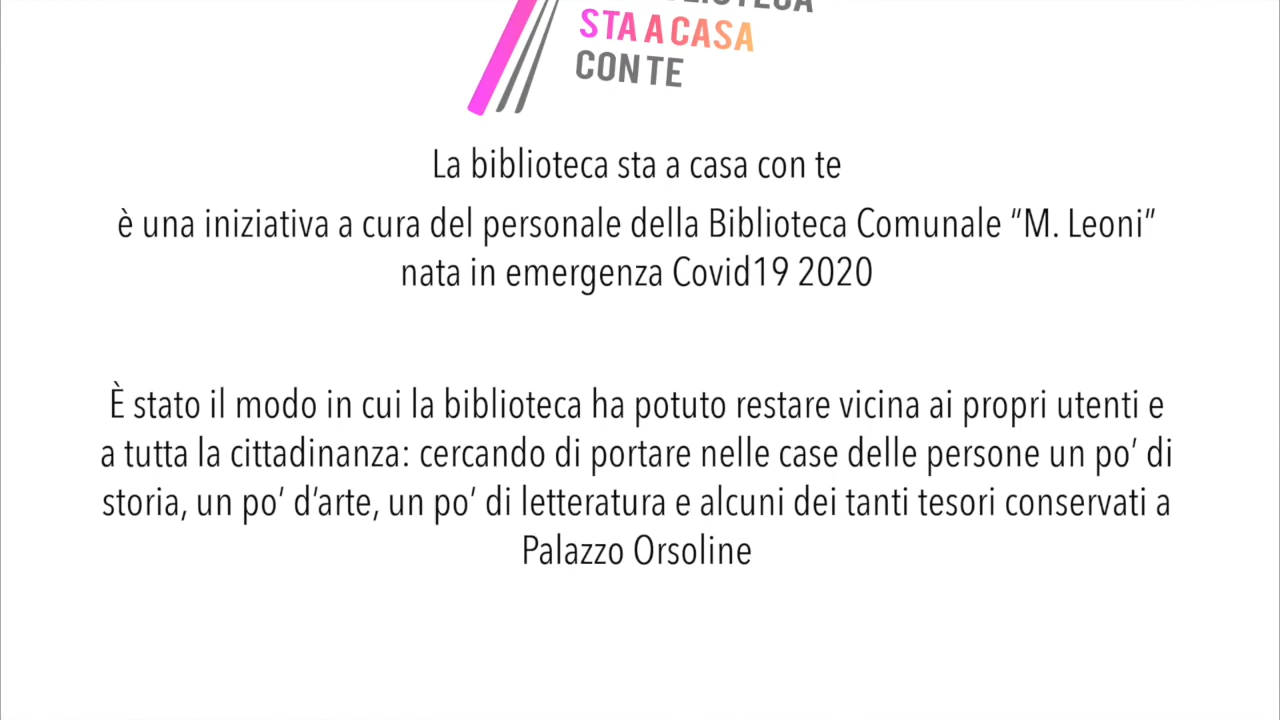 STA A CASA
CON TE
La biblioteca sta a casa con te
è una iniziativa a cura del personale della Biblioteca Comunale “M. Leoni”
nata in emergenza Covid19 2020
È stato il modo in cui la biblioteca ha potuto restare vicina ai propri utenti e
a tutta la cittadinanza: cercando di portare nelle case delle persone un po’ di
storia, un po’ d’arte, un po’ di letteratura e alcuni dei tanti tesori conservati a
Palazzo Orsoline